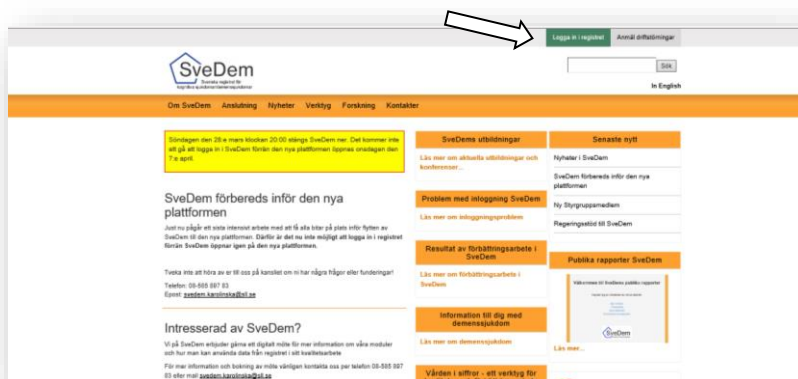 Logga in i registret Anmäl driftstörningar
SveDem
Svenska registret för
kognitiva sjukdomar/demenssjukdomar
Sök
In English
Om SveDem Anslutning Nyheter Verktyg Forskning Kontakter
Söndagen den 28:e mars klockan 20:00 stängs SveDem ner. Det kommer inte
att gå att logga in i SveDem förrän den nya plattformen öppnas onsdagen den
7:e april.
SveDem förbereds inför den nya
plattformen
Just nu pågår ett sista intensivt arbete med att få alla bitar på plats inför flytten av
SveDem till den nya plattformen. Därför är det nu inte möjligt att logga in i registret
förrän SveDem öppnar igen på den nya plattformen.
Tveka inte att höra av er till oss på kansliet om ni har några frågor eller funderingar!
Telefon: 08-585 897 83
Epost: svedem.karolinska@sll.se
Intresserad av SveDem?
Vi på SveDem erbjuder gärna ett digitalt möte för mer information om våra moduler
och hur man kan använda data från registret i sitt kvalitetsarbete
För mer information och bokning av möte vänligen kontakta oss per telefon 08-585 897
83 eller mail svedem.karolinska@sll.se
SveDems utbildningar
Läs mer om aktuella utbildningar och
konferenser...
Problem med inloggning SveDem
Läs mer om inloggningsproblem
Resultat av förbättringsarbete i
SveDem
Läs mer om förbättringsarbete i
SveDem
Information till dig med
demenssjukdom
Läs mer om demenssjukdom
Vården i siffror - ett verktyg för
Senaste nytt
Nyheter i SveDem
SveDem förbereds inför den nya
plattformen
Ny Styrgruppsmedlem
Regeringsstöd till SveDem
Publika rapporter SveDem
Välkommen till SveDems publika rapporter
SveDem
Läs mer...